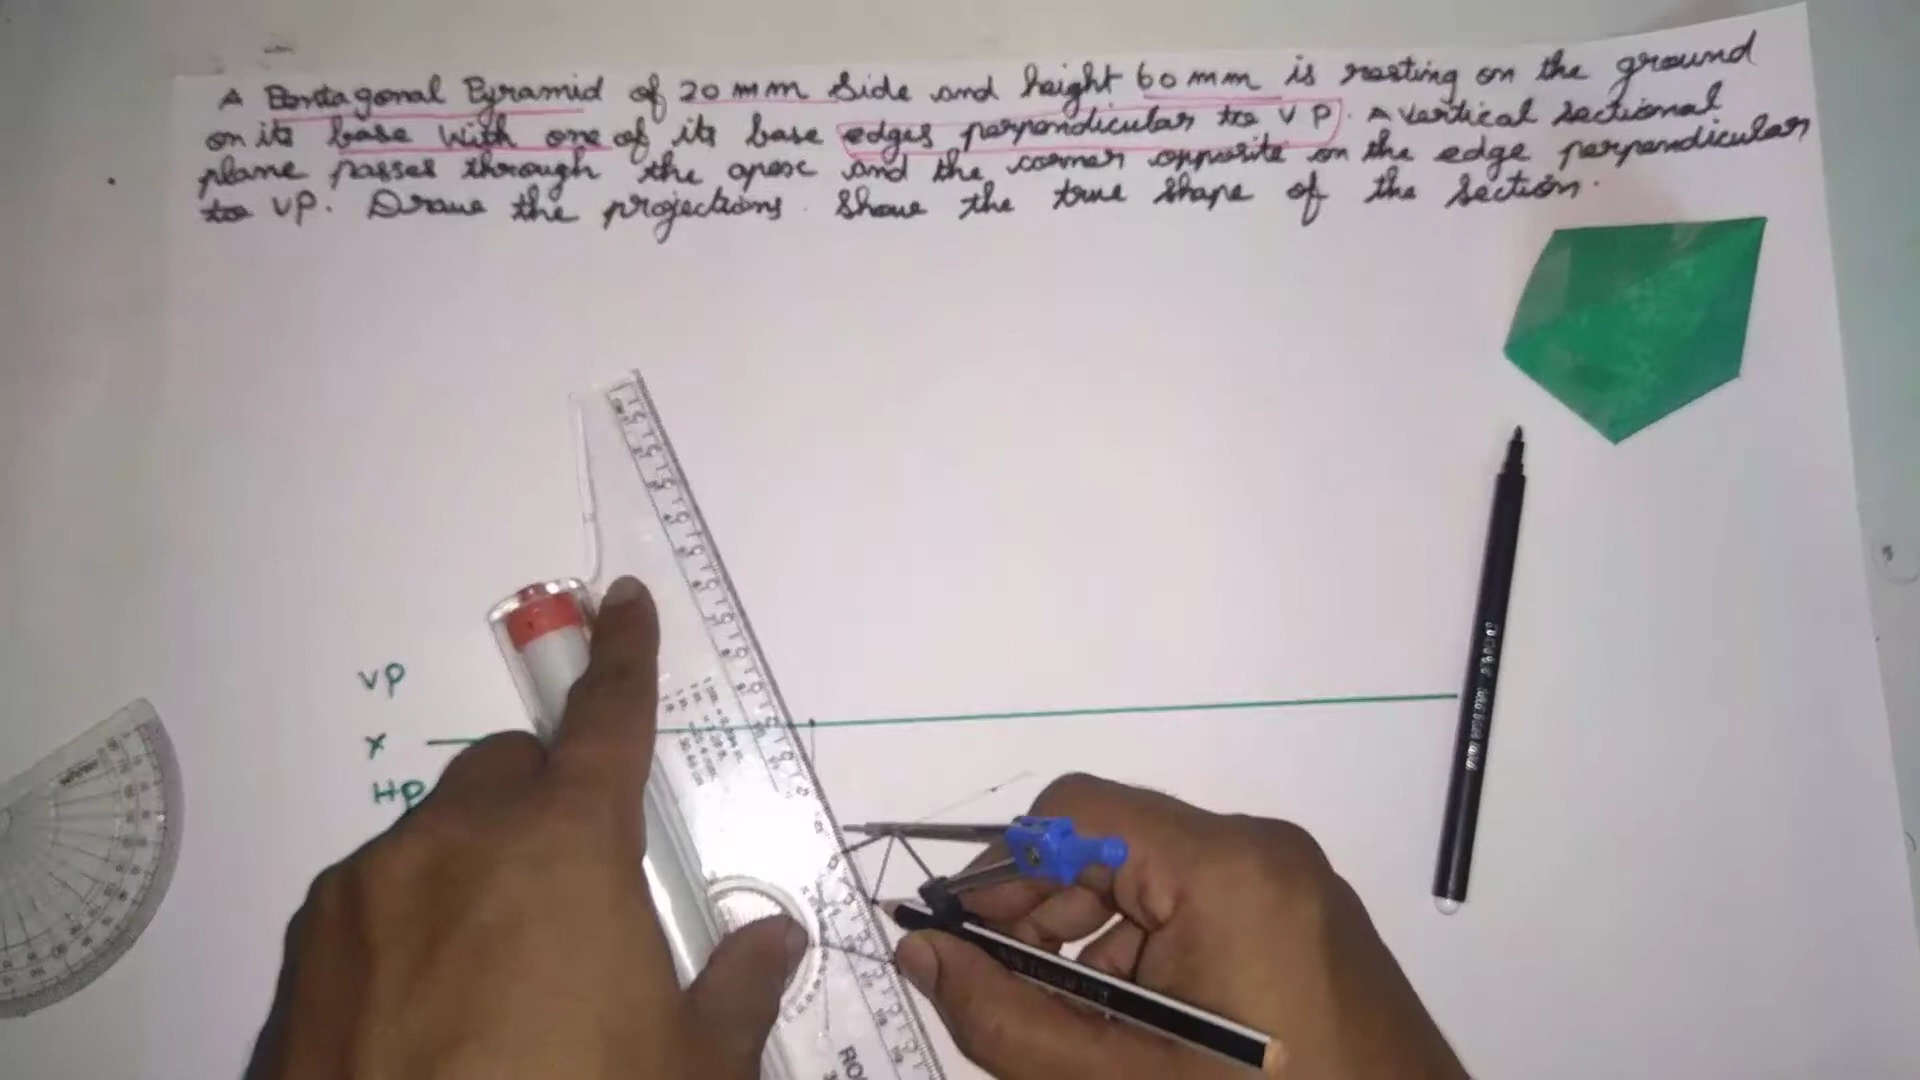 A Pentagonal Pyramid of 20 mm side and height 60 mm is resting on the ground
on its base with one of its base edges perpendicular to VP. A vertical sectional
plane passes through the apex and the corner opposite on the edge perpendicular
to VP. Draw the projections. Show the true shape of the section.
VP
X
HP